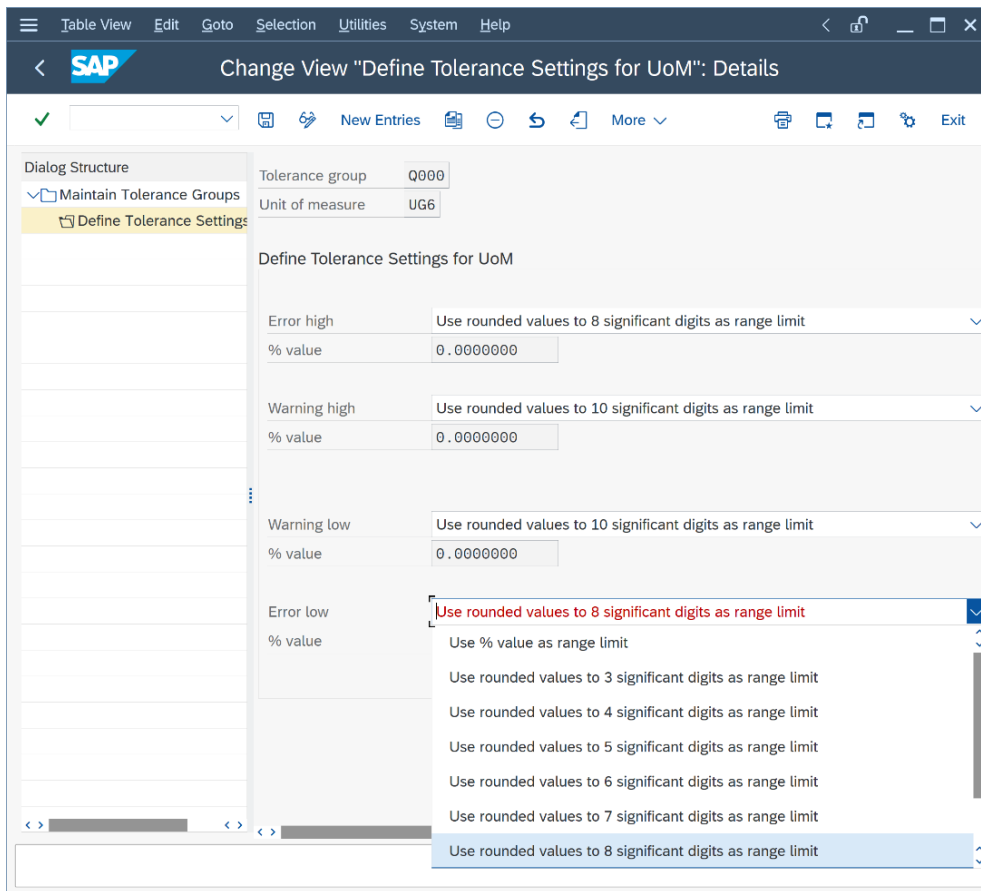 Table View Edit Goto Selection Utilities System Help
SAP Change View "Define Tolerance Settings for UoM": Details
New Entries More Exit
Dialog Structure
Maintain Tolerance Groups
Define Tolerance Settings
Tolerance group Q000
Unit of measure UG6
Define Tolerance Settings for UoM
Error high Use rounded values to 8 significant digits as range limit
% value 0.0000000
Warning high Use rounded values to 10 significant digits as range limit
% value 0.0000000
Warning low Use rounded values to 10 significant digits as range limit
% value 0.0000000
Error low Use rounded values to 8 significant digits as range limit
% value
Use % value as range limit
Use rounded values to 3 significant digits as range limit
Use rounded values to 4 significant digits as range limit
Use rounded values to 5 significant digits as range limit
Use rounded values to 6 significant digits as range limit
Use rounded values to 7 significant digits as range limit
Use rounded values to 8 significant digits as range limit